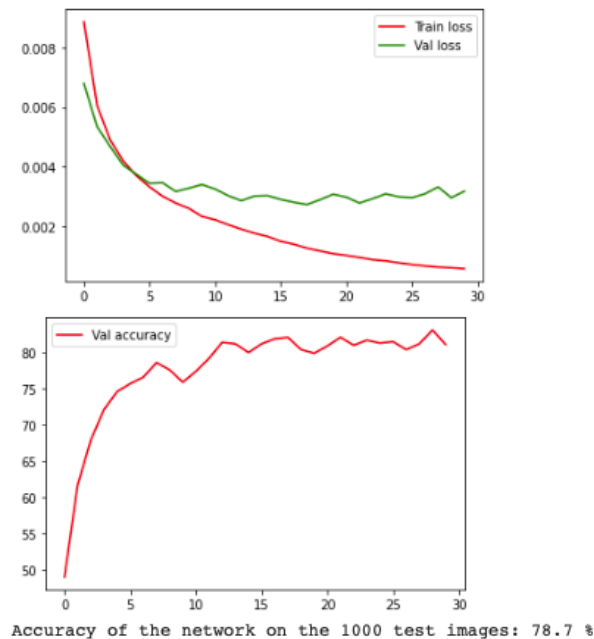 Train loss
Val loss
0.008
0.006
0.004
0.002
0 5 10 15 20 25 30
Val accuracy
80
75
70
65
60
55
50
0 5 10 15 20 25 30
Accuracy of the network on the 1000 test images: 78.7 %